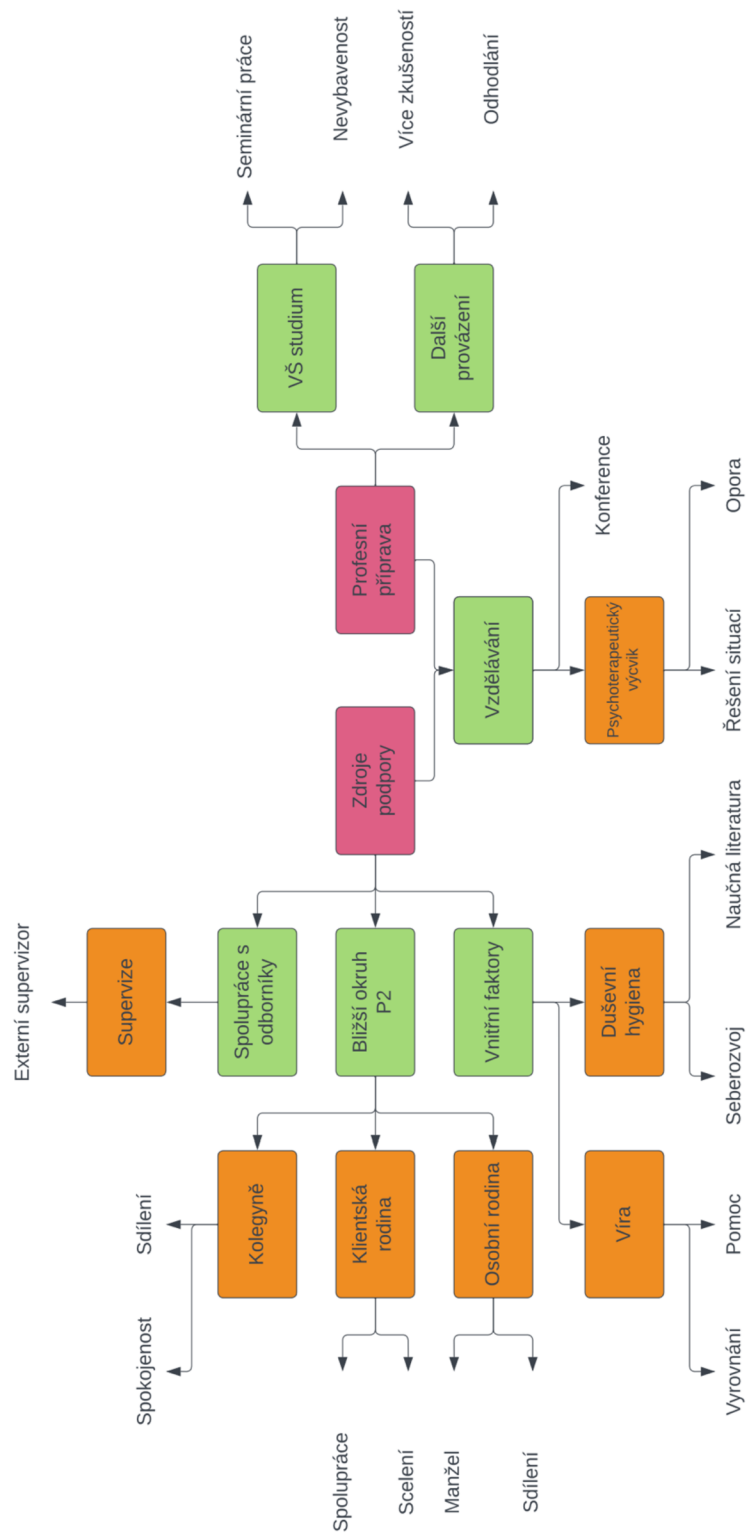 Externí supervizor
Supervize
Spokojenost
Sdílení
Kolegyně
Spolupráce s
odborníky
Seminární práce
VŠ studium
Spolupráce
Nevybavenost
Klientská
rodina
Bližší okruh
P2
Zdroje
podpory
Profesní
příprava
Scelení
Více zkušeností
Manžel
Další
provázení
Osobní rodina
Vnitřní faktory
Vzdělávání
Odhodlání
Sdílení
Konference
Víra
Duševní
hygiena
Psychoterapeutický
výcvik
Vyrovnání
Pomoc
Seberozvoj
Naučná literatura
Řešení situací
Opora